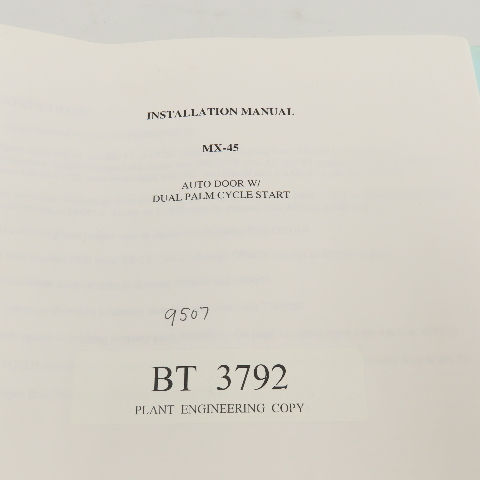 INSTALLATION MANUAL
MX-45
AUTO DOOR W/
DUAL PALM CYCLE START
9507
BT 3792
PLANT ENGINEERING COPY